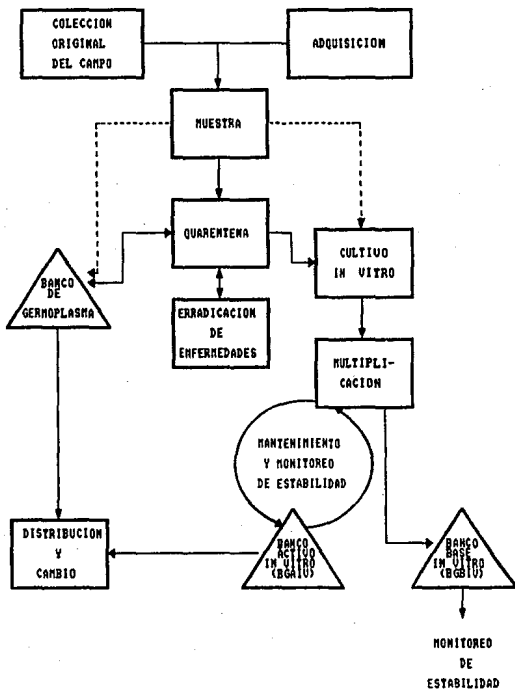 COLECCION
ORIGINAL
DEL CAMPO
ADQUISICION
MUESTRA
QUARENTENA
CULTIVO
IN VITRO
BANCO
DE
GERMOPLASMA
ERRADICACION
DE
ENFERMEDADES
MULTIPLI-
CACION
MANTENIMIENTO
Y MONITOREO
DE ESTABILIDAD
DISTRIBUCION
Y
CAMBIO
BANCO
ACTIVO
IN VITRO
(BGAIV)
BANCO
BASE
IN VITRO
(BGBIV)
MONITOREO
DE
ESTABILIDAD